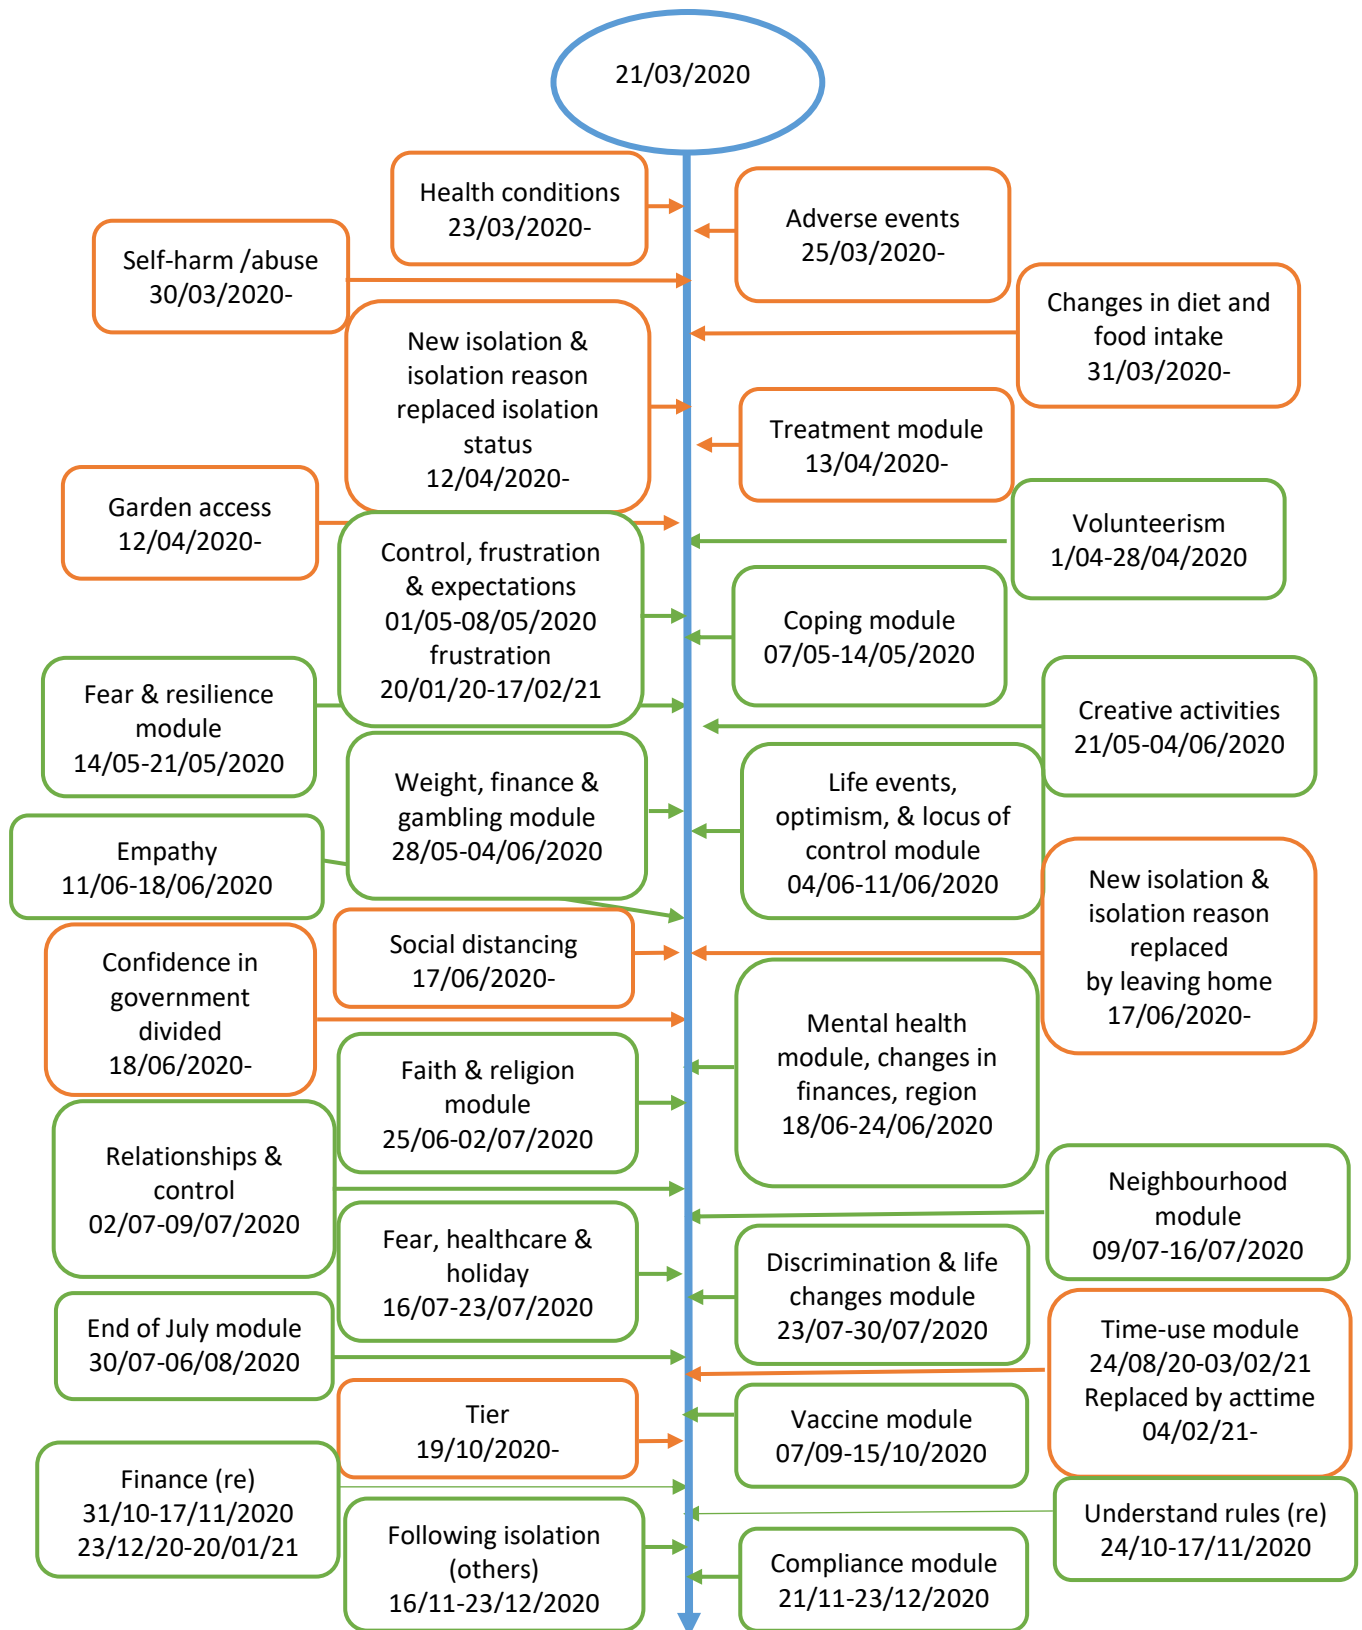 21/03/2020
Health conditions
23/03/2020-
Adverse events
25/03/2020-
Self-harm /abuse
30/03/2020-
Changes in diet and
food intake
31/03/2020-
New isolation &
isolation reason
replaced isolation
status
12/04/2020-
Treatment module
13/04/2020-
Garden access
12/04/2020-
Volunteerism
1/04-28/04/2020
Control, frustration
& expectations
01/05-08/05/2020
frustration
20/01/20-17/02/21
Coping module
07/05-14/05/2020
Fear & resilience
module
14/05-21/05/2020
Creative activities
21/05-04/06/2020
Weight, finance &
gambling module
28/05-04/06/2020
Life events,
optimism, & locus of
control module
04/06-11/06/2020
Empathy
11/06-18/06/2020
New isolation &
isolation reason
replaced
by leaving home
17/06/2020-
Social distancing
17/06/2020-
Confidence in
government
divided
18/06/2020-
Mental health
module, changes in
finances, region
18/06-24/06/2020
Faith & religion
module
25/06-02/07/2020
Relationships &
control
02/07-09/07/2020
Neighbourhood
module
09/07-16/07/2020
Fear, healthcare &
holiday
16/07-23/07/2020
Discrimination & life
changes module
23/07-30/07/2020
End of July module
30/07-06/08/2020
Time-use module
24/08/20-03/02/21
Replaced by acttime
04/02/21-
Tier
19/10/2020-
Vaccine module
07/09-15/10/2020
Finance (re)
31/10-17/11/2020
23/12/20-20/01/21
Understand rules (re)
24/10-17/11/2020
Following isolation
(others)
16/11-23/12/2020
Compliance module
21/11-23/12/2020